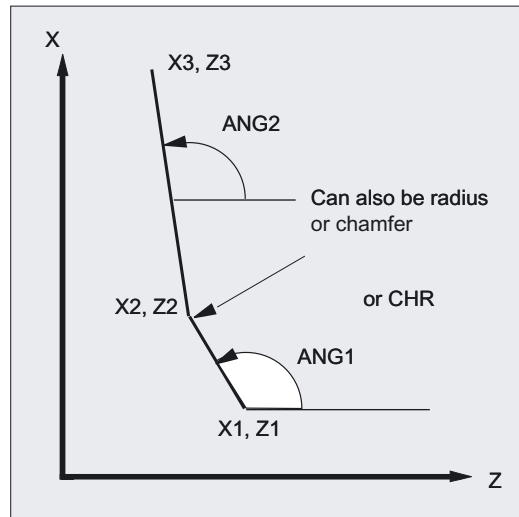 X
X3, Z3
ANG2
Can also be radius
or chamfer
X2, Z2
or CHR
ANG1
X1, Z1
Z